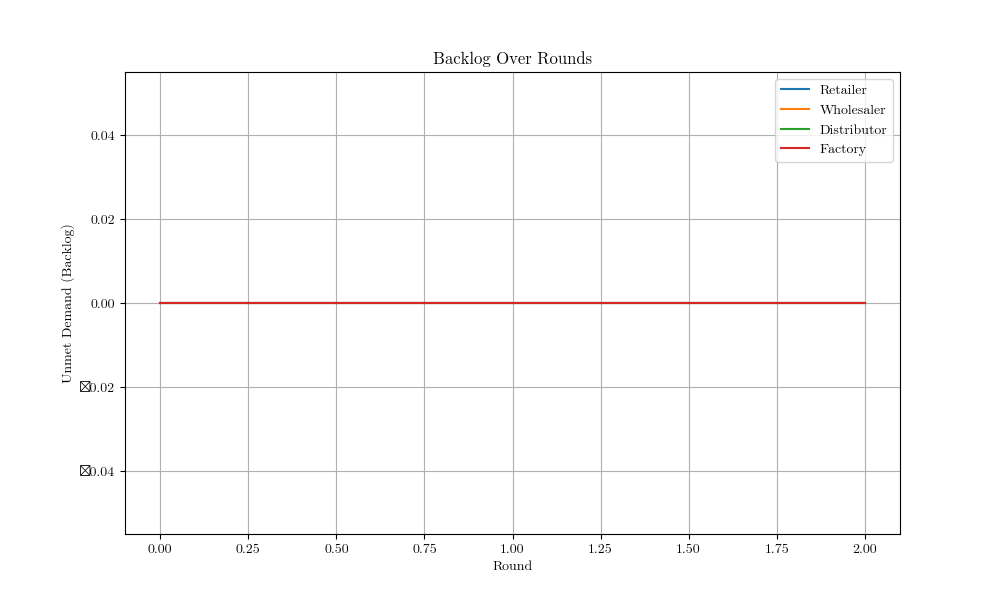 Backlog Over Rounds
Retailer
Wholesaler
Distributor
Factory
0.04
0.02
0.00
☒0.02
☒0.04
Unmet Demand (Backlog)
0.00 0.25 0.50 0.75 1.00 1.25 1.50 1.75 2.00
Round